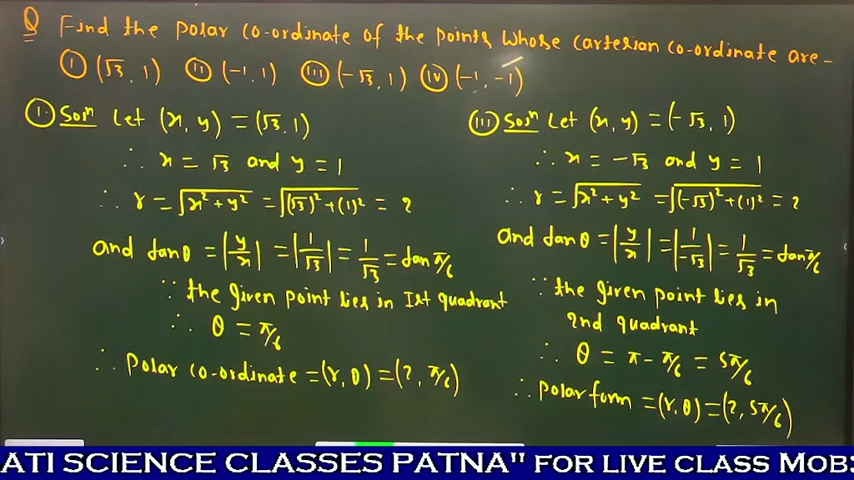 Q Find the Polar co-ordinate of the points whose carterian co-ordinate are-
(i) (√3, 1) (ii) (-1, 1) (iii) (-√3, 1) (iv) (-1, -1)
(i) Solⁿ Let (x, y) = (√3, 1)
∴ x = √3 and y = 1
∴ r = √x² + y² = √(√3)² + (1)² = 2
and tanθ = |y/x| = |1/√3| = 1/√3 = tan π/6
∵ the given point lies in Ist quadrant
∴ θ = π/6
∴ Polar co-ordinate = (r, θ) = (2, π/6)
(iii) Solⁿ Let (x, y) = (-√3, 1)
∴ x = -√3 and y = 1
∴ r = √x² + y² = √(-√3)² + (1)² = 2
and tanθ = |y/x| = |1/-√3| = 1/√3 = tan π/6
∵ the given point lies in
2nd quadrant
∴ θ = π - π/6 = 5π/6
∴ polar form = (r, θ) = (2, 5π/6)
ATI SCIENCE CLASSES PATNA" FOR LIVE CLASS MOB: